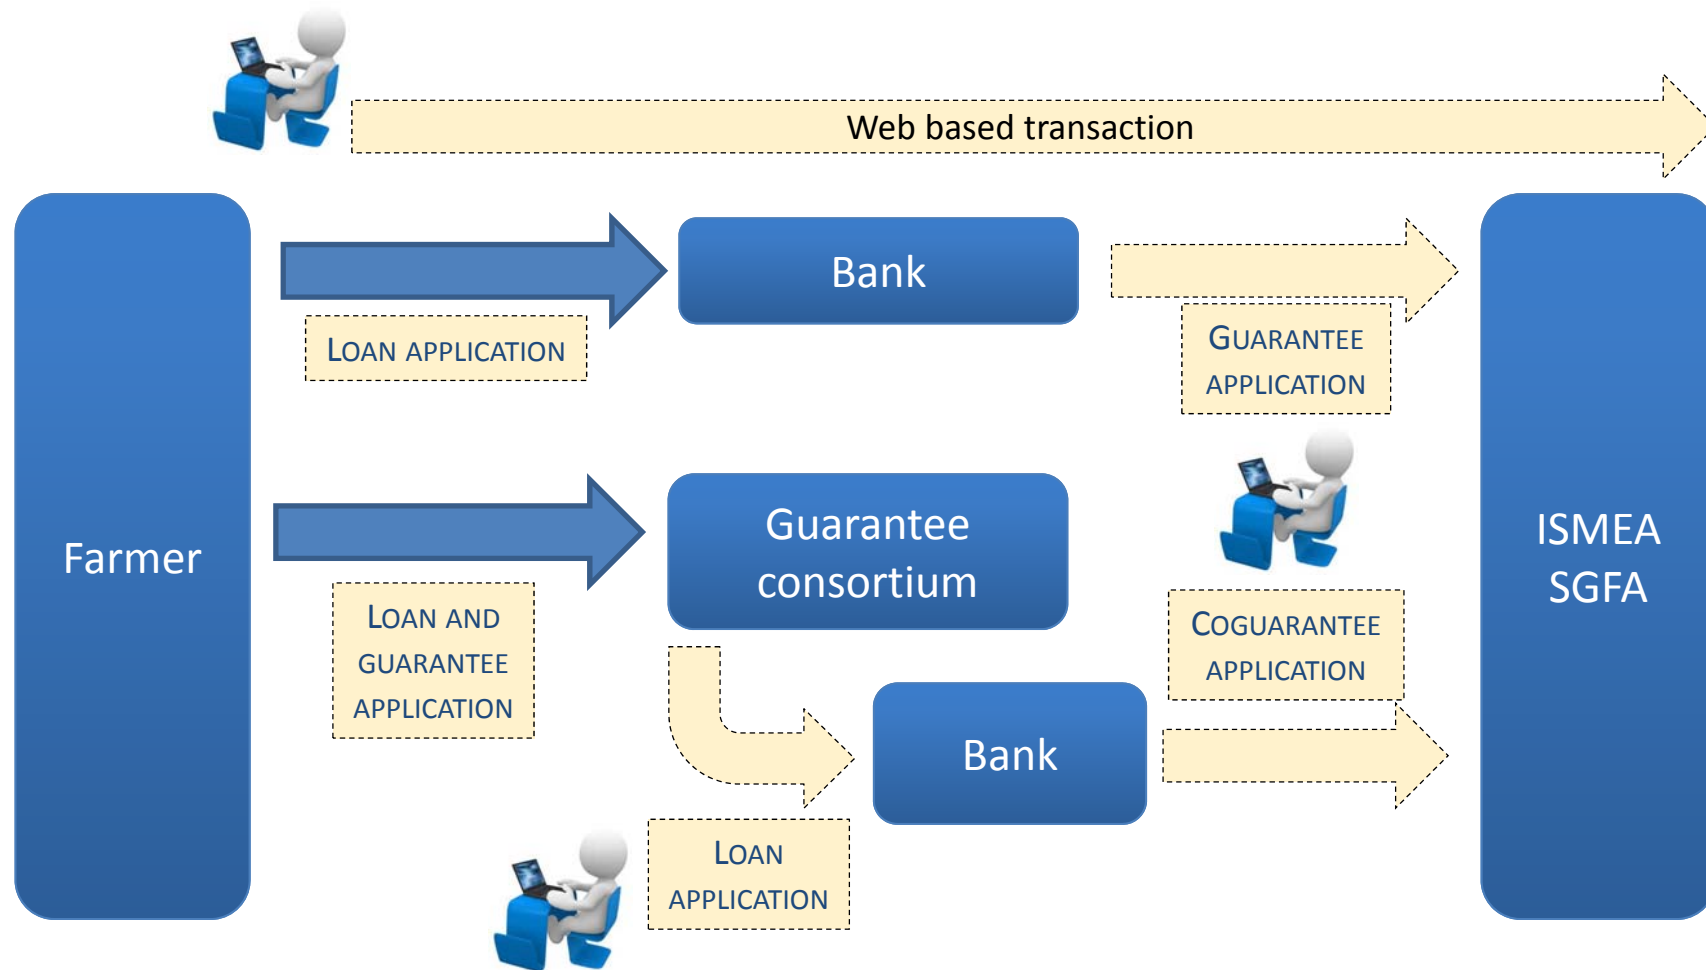 Web based transaction
Bank
LOAN APPLICATION
GUARANTEE
APPLICATION
Farmer
Guarantee
consortium
ISMEA
SGFA
LOAN AND
GUARANTEE
APPLICATION
COGUARANTEE
APPLICATION
Bank
LOAN
APPLICATION